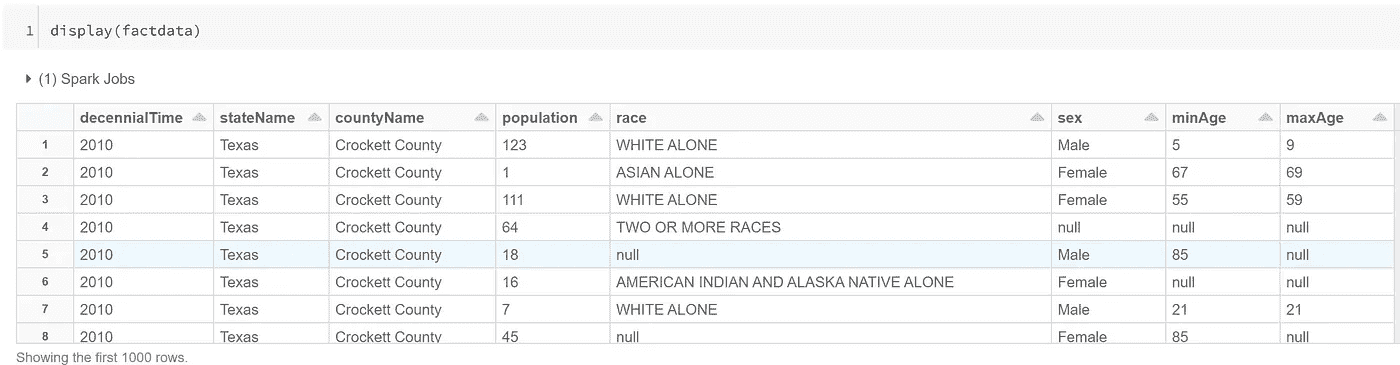 1 display(factdata)
(1) Spark Jobs
decennialTime stateName countyName population race sex minAge maxAge
1 2010 Texas Crockett County 123 WHITE ALONE Male 5 9
2 2010 Texas Crockett County 1 ASIAN ALONE Female 67 69
3 2010 Texas Crockett County 111 WHITE ALONE Female 55 59
4 2010 Texas Crockett County 64 TWO OR MORE RACES null null null
5 2010 Texas Crockett County 18 null Male 85 null
6 2010 Texas Crockett County 16 AMERICAN INDIAN AND ALASKA NATIVE ALONE Female null null
7 2010 Texas Crockett County 7 WHITE ALONE Male 21 21
8 2010 Texas Crockett County 45 null Female 85 null
Showing the first 1000 rows.